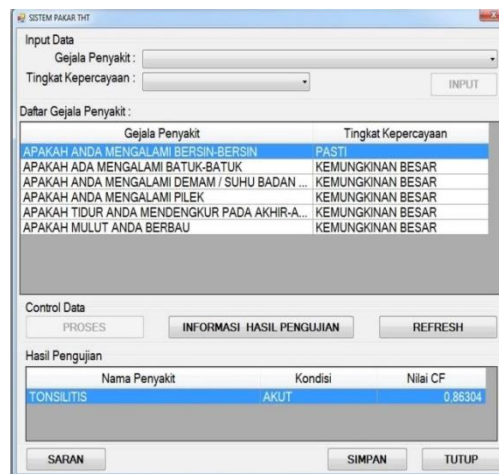 SISTEM PAKAR THT
Input Data
Gejala Penyakit :
Tingkat Kepercayaan :
INPUT
Daftar Gejala Penyakit :
Gejala Penyakit Tingkat Kepercayaan
APAKAH ANDA MENGALAMI BERSIN-BERSIN PASTI
APAKAH ADA MENGALAMI BATUK-BATUK KEMUNGKINAN BESAR
APAKAH ANDA MENGALAMI DEMAM / SUHU BADAN ... KEMUNGKINAN BESAR
APAKAH ANDA MENGALAMI PILEK KEMUNGKINAN BESAR
APAKAH TIDUR ANDA MENDENGKUR PADA AKHIR-A... KEMUNGKINAN BESAR
APAKAH MULUT ANDA BERBAU KEMUNGKINAN BESAR
Control Data
PROSES INFORMASI HASIL PENGUJIAN REFRESH
Hasil Pengujian
Nama Penyakit Kondisi Nilai CF
TONSILITIS AKUT 0,86304
SARAN SIMPAN TUTUP